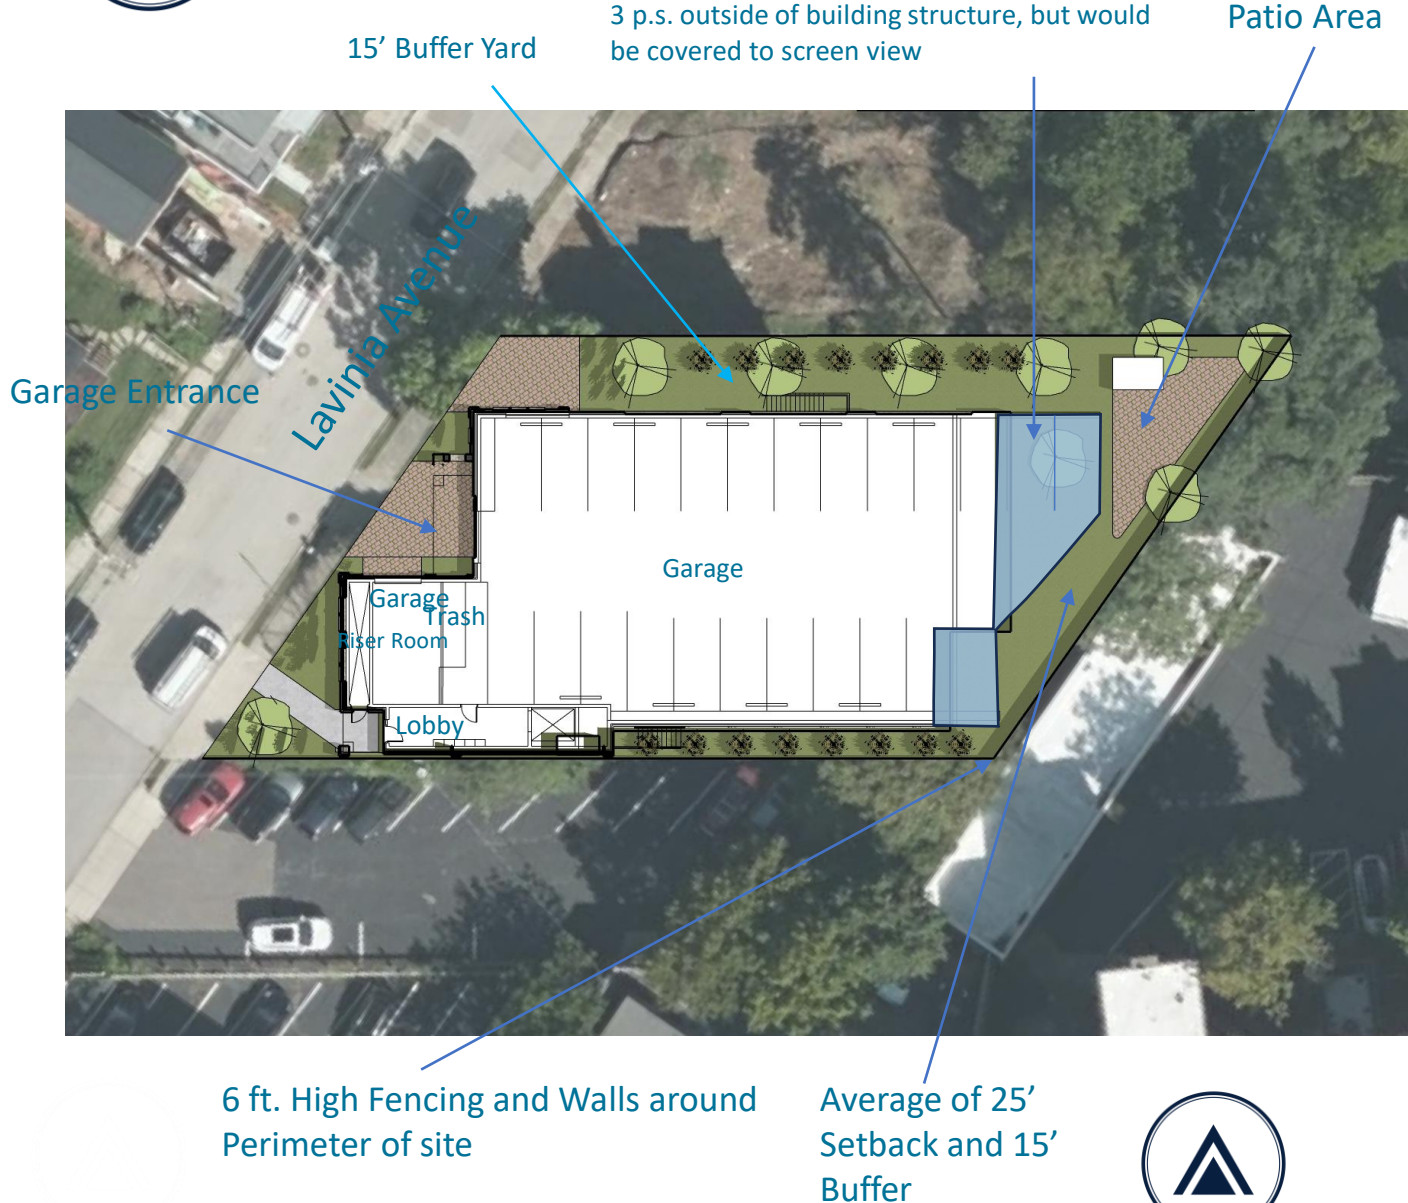 3 p.s. outside of building structure, but would
be covered to screen view
Patio Area
15’ Buffer Yard
Lavinia Avenue
Garage Entrance
Garage
Garage
Trash
Riser Room
Lobby
6 ft. High Fencing and Walls around
Perimeter of site
Average of 25’
Setback and 15’
Buffer